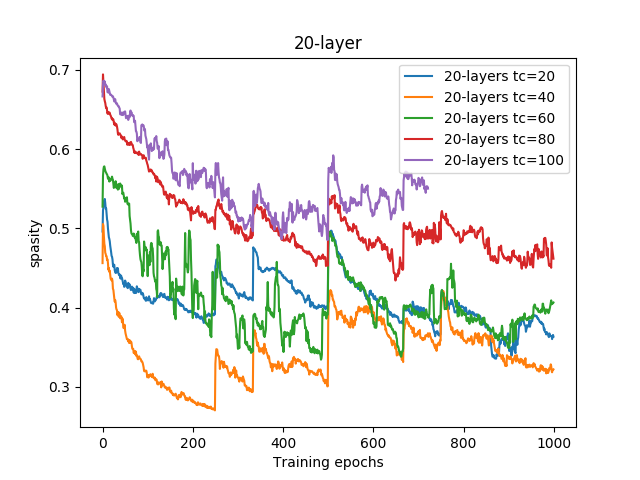 20-layer
0.7
0.6
0.5
0.4
0.3
spasity
0
200
400
600
800
1000
Training epochs
20-layers tc=20
20-layers tc=40
20-layers tc=60
20-layers tc=80
20-layers tc=100